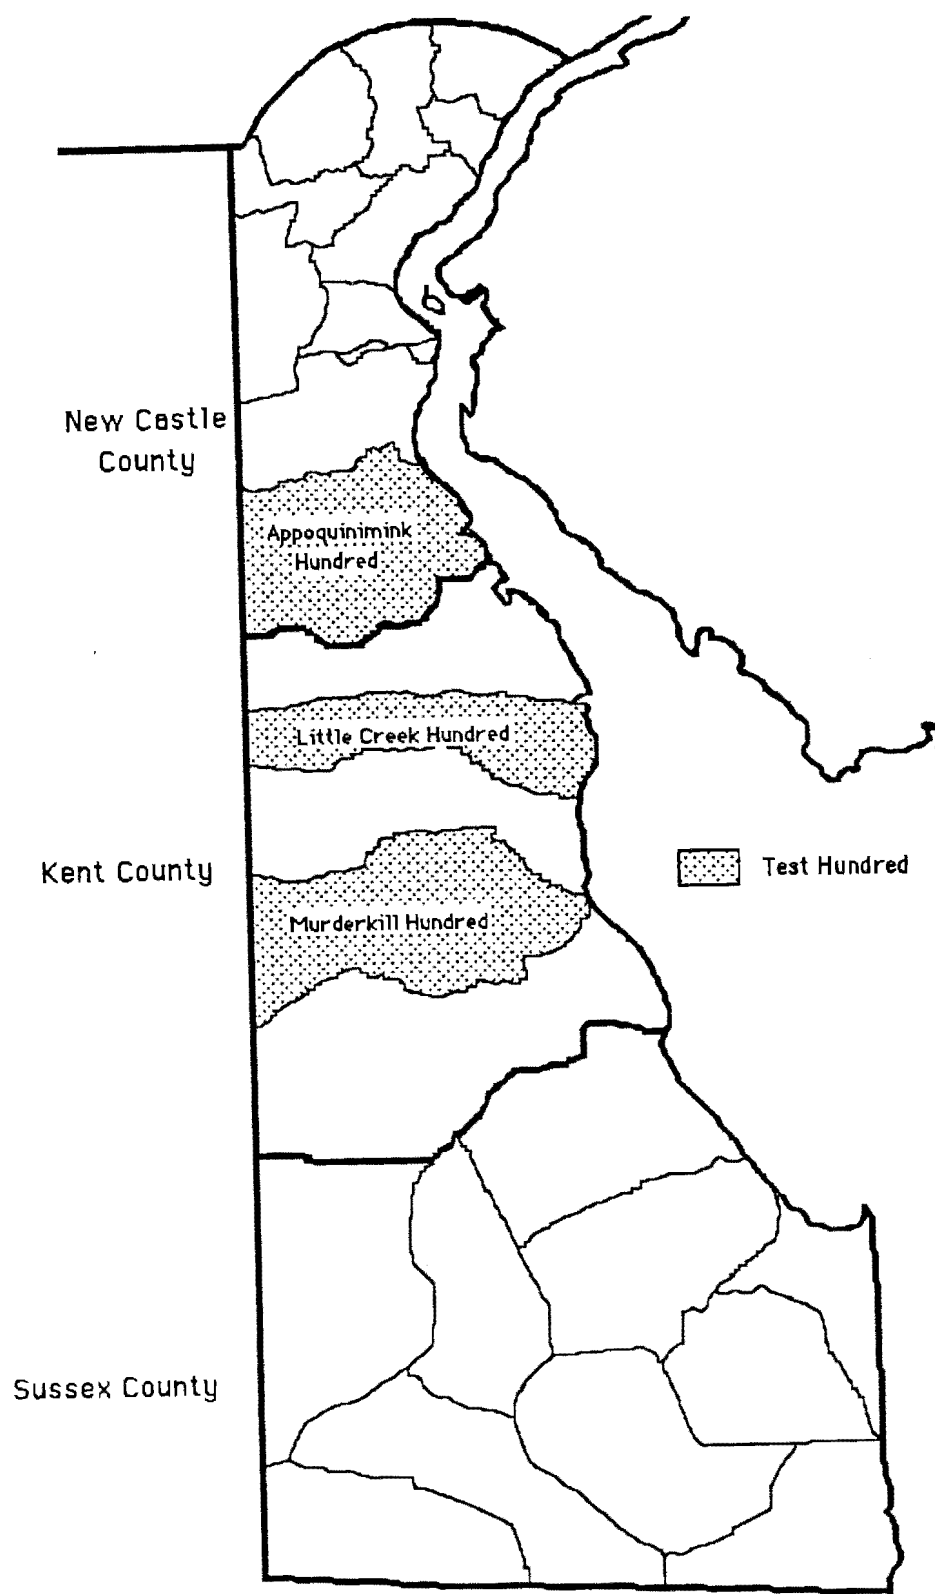 New Castle
County
Appoquinimink
Hundred
Little Creek Hundred
Kent County
Test Hundred
Murderkill Hundred
Sussex County